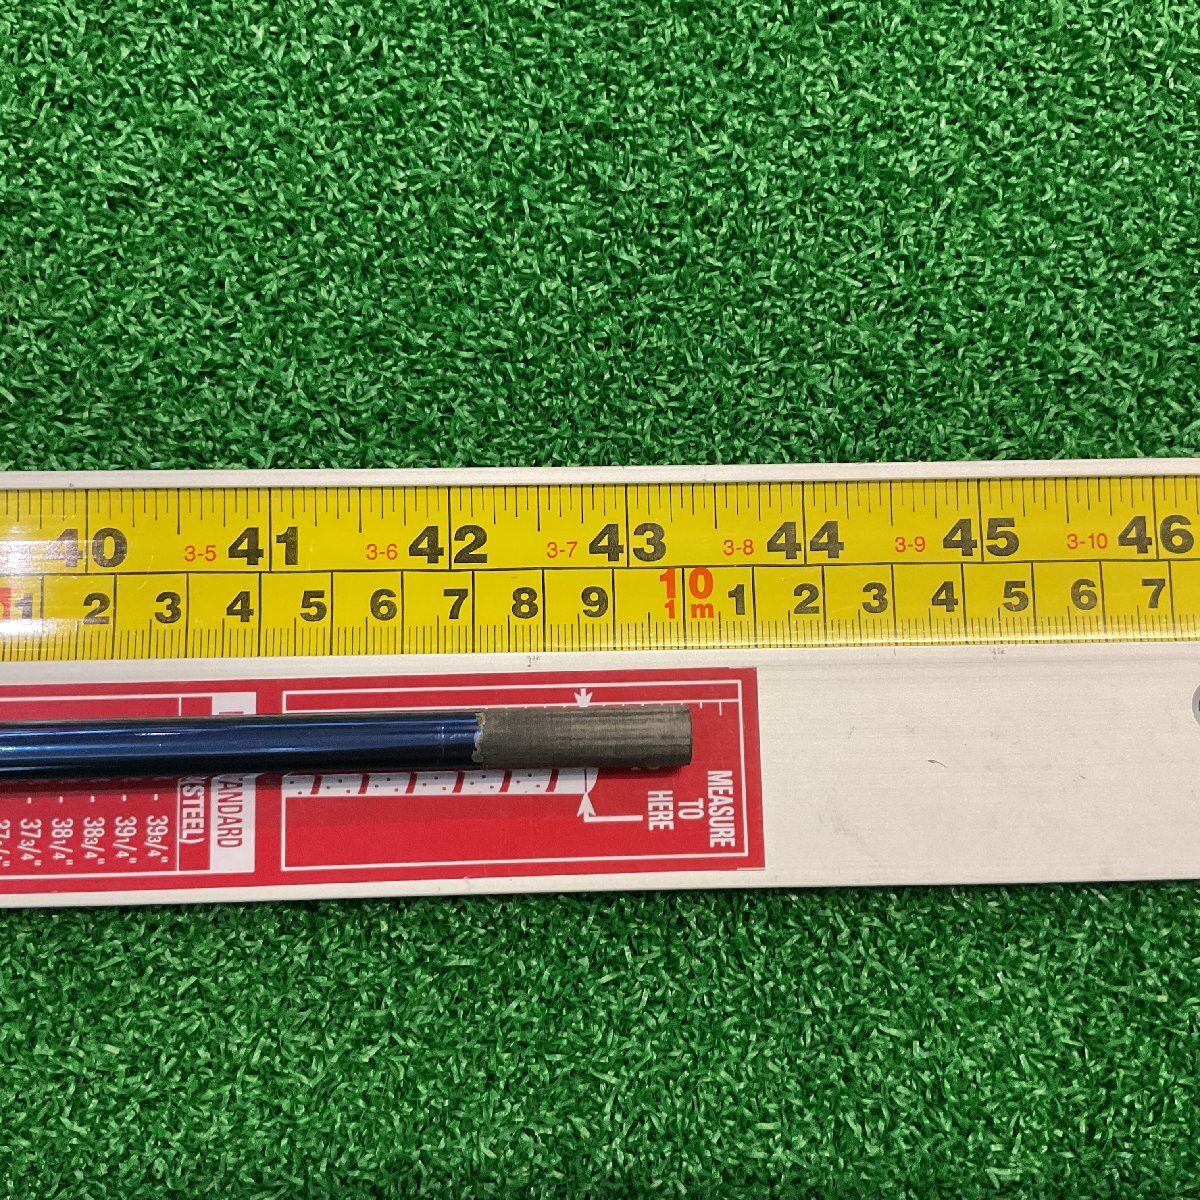 40 3-5 41 3-6 42 3-7 43 3-8 44 3-9 45 3-10 46
1 2 3 4 5 6 7 8 9 10 1 2 3 4 5 6 7
1m
MEASURE
TO
HERE
TANDARD
(STEEL)
- 39 3/4"
- 39 1/4"
- 38 3/4"
- 38 1/4"
- 37 3/4"